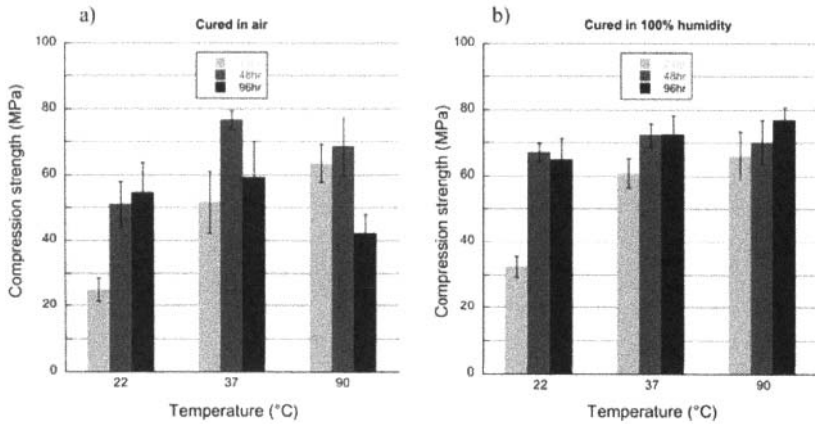 a)
Cured in air
48hr
96hr
Compression strength (MPa)
100
80
60
40
20
0
22
37
90
Temperature (°C)
b)
Cured in 100% humidity
48hr
96hr
Compression strength (MPa)
100
80
60
40
20
0
22
37
90
Temperature (°C)